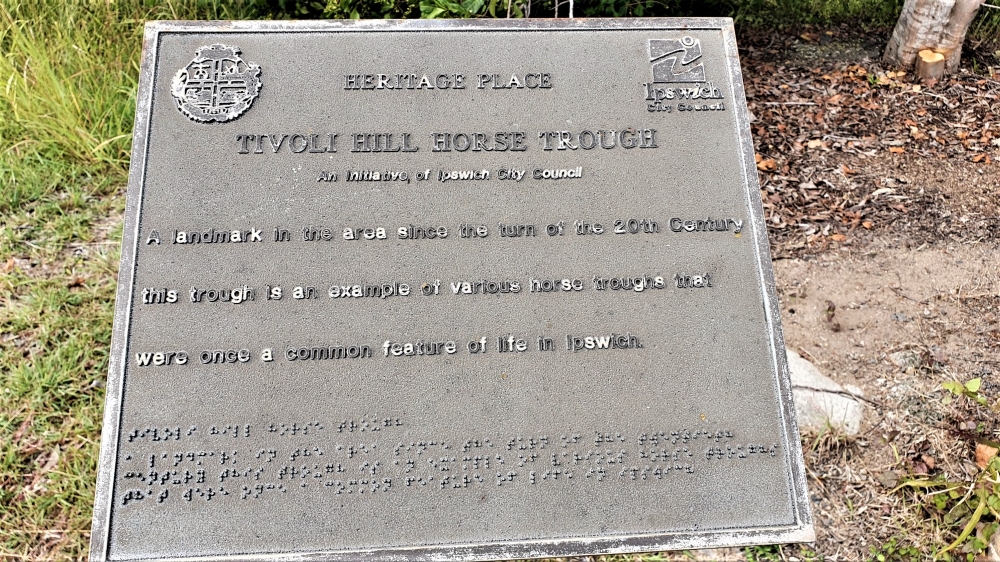 HERITAGE PLACE
Ipswich
City Council
TIVOLI HILL HORSE TROUGH
An Initiative of Ipswich City Council
A landmark in the area since the turn of the 20th Century
this trough is an example of various horse troughs that
were once a common feature of life in Ipswich.